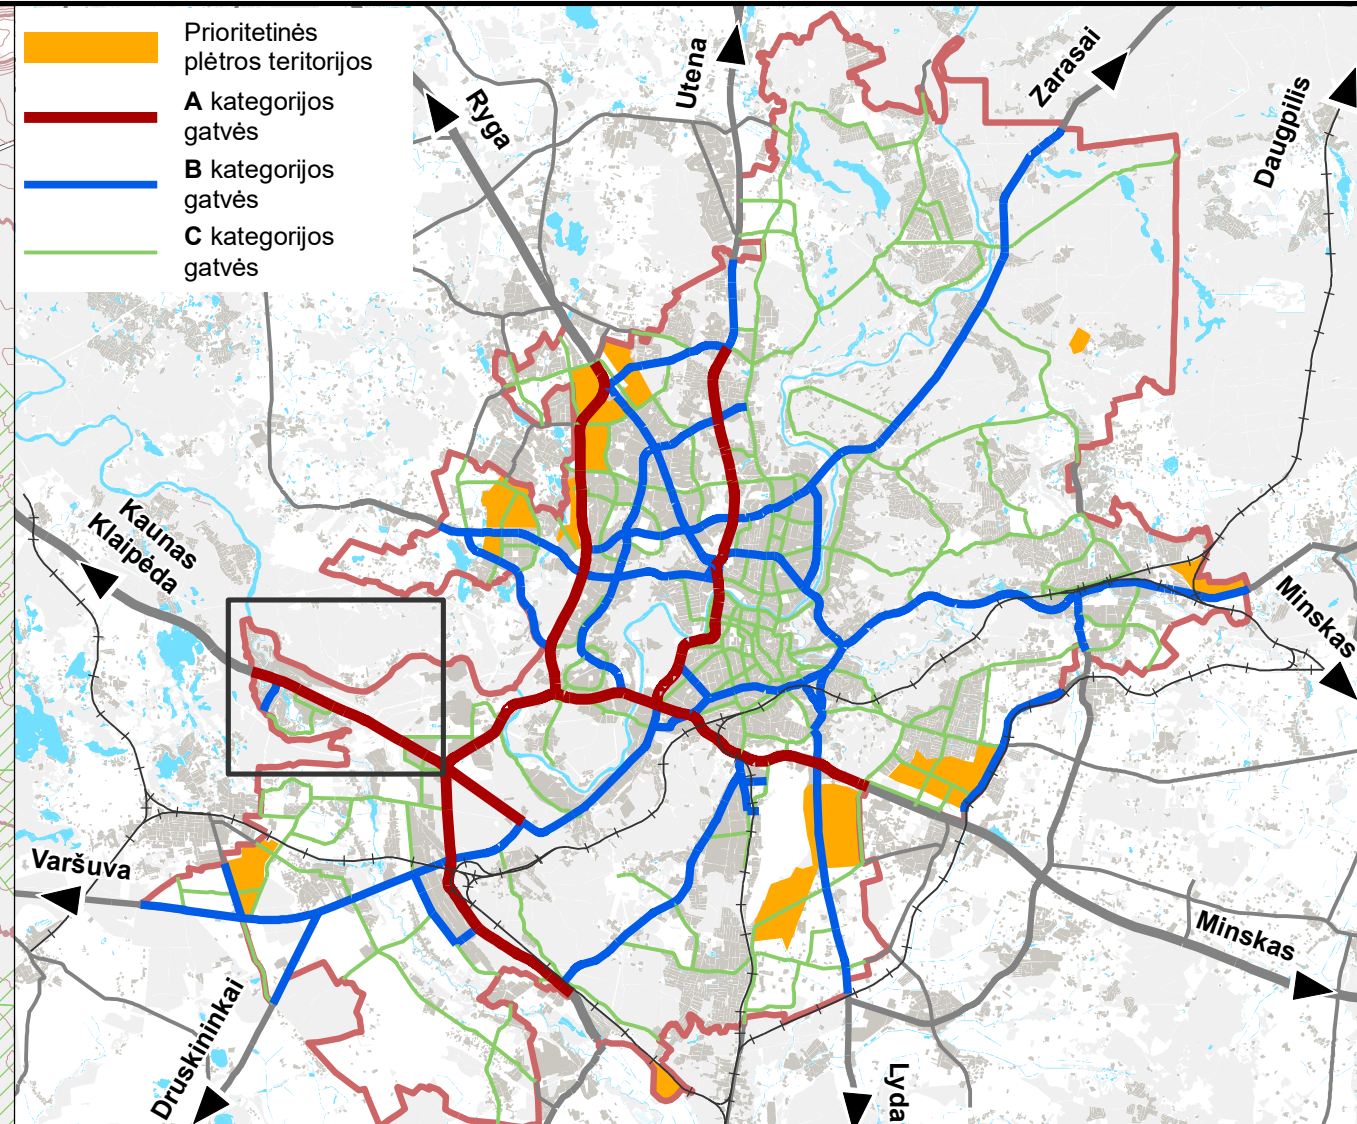 Prioritetinės
plėtros teritorijos
A kategorijos
gatvės
B kategorijos
gatvės
C kategorijos
gatvės
Ryga
Utena
Zarasai
Daugpilis
Kaunas
Klaipėda
Minskas
Varšuva
Druskininkai
Minskas
Lyda